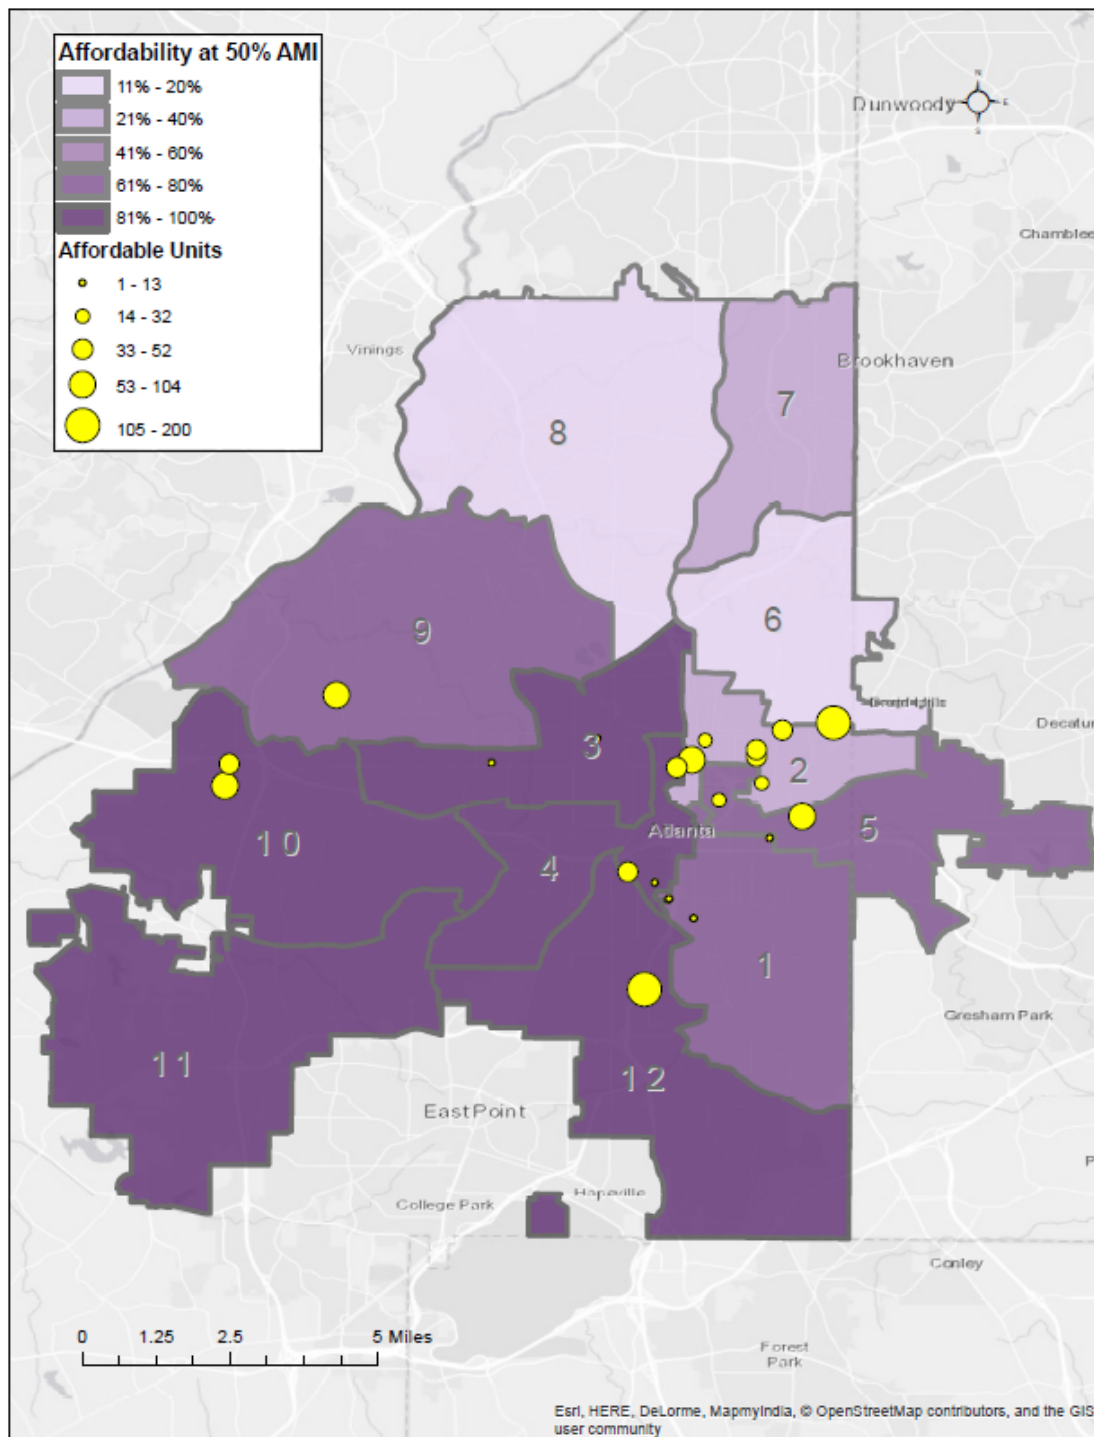 Affordability at 50% AMI
11% - 20%
21% - 40%
41% - 60%
61% - 80%
81% - 100%
Affordable Units
1 - 13
14 - 32
33 - 52
53 - 104
105 - 200
N
E
S
Dunwoody
Chamblee
Vinings
Brookhaven
7
8
6
9
Druid Hills
Decatur
3
2
Atlanta
5
10
4
1
Gresham Park
11
12
East Point
College Park
Hapeville
Conley
0 1.25 2.5 5 Miles
Forest
Park
Esri, HERE, DeLorme, MapmyIndia, © OpenStreetMap contributors, and the GIS
user community